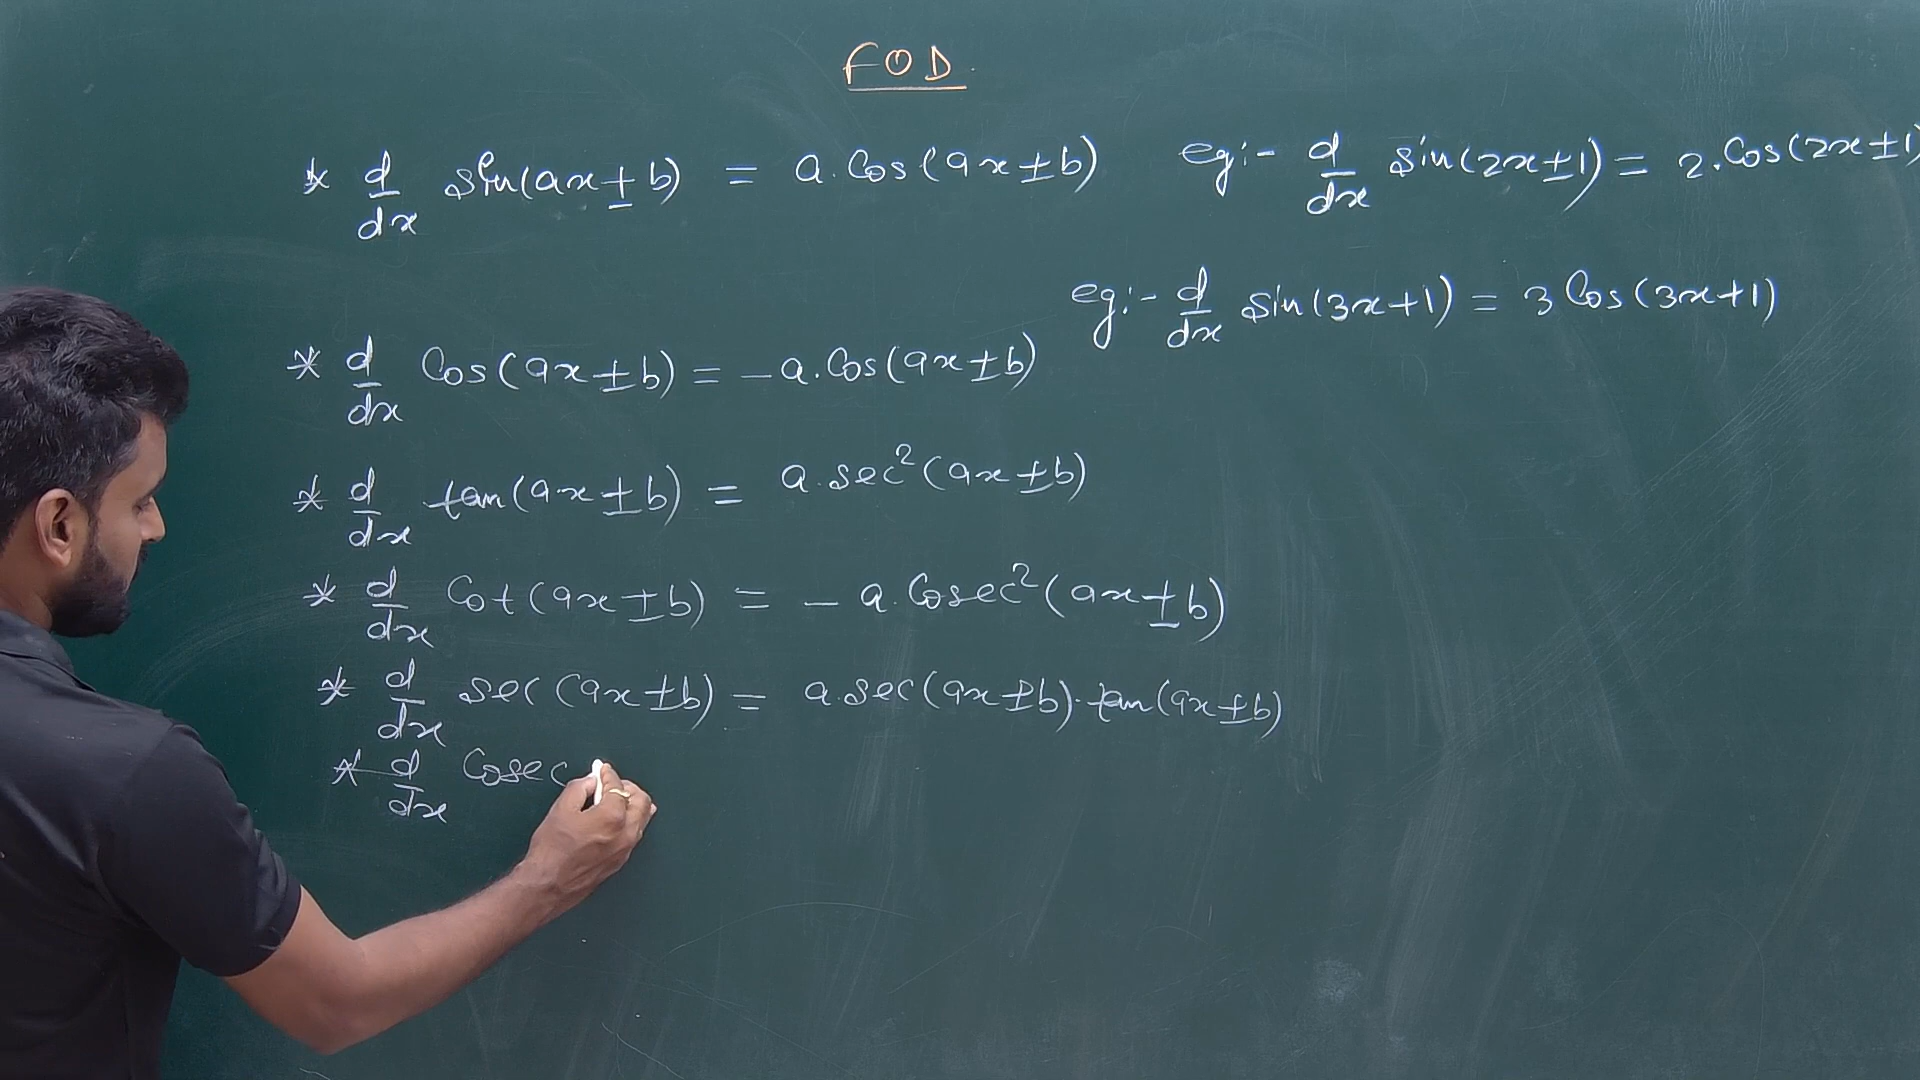 FOD
* d/dx sin(ax±b) = a.Cos(ax±b) eg:- d/dx sin(2x±1) = 2.Cos(2x±1)
eg:- d/dx sin(3x+1) = 3 Cos(3x+1)
* d/dx Cos(ax±b) = -a.Cos(ax±b)
* d/dx tan(ax±b) = a.sec²(ax±b)
* d/dx Cot(ax±b) = - a.Cosec²(ax±b)
* d/dx sec(ax±b) = a.sec(ax±b).tan(ax±b)
* d/dx Cosec